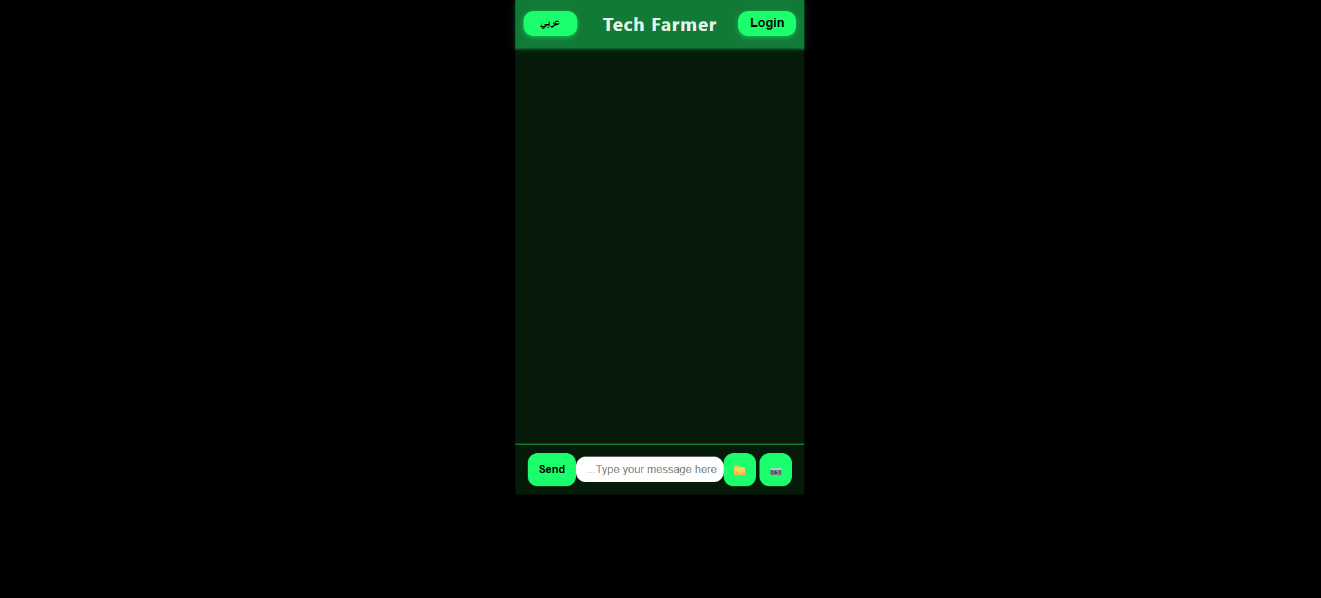 عربي
Tech Farmer
Login
Send
...Type your message here